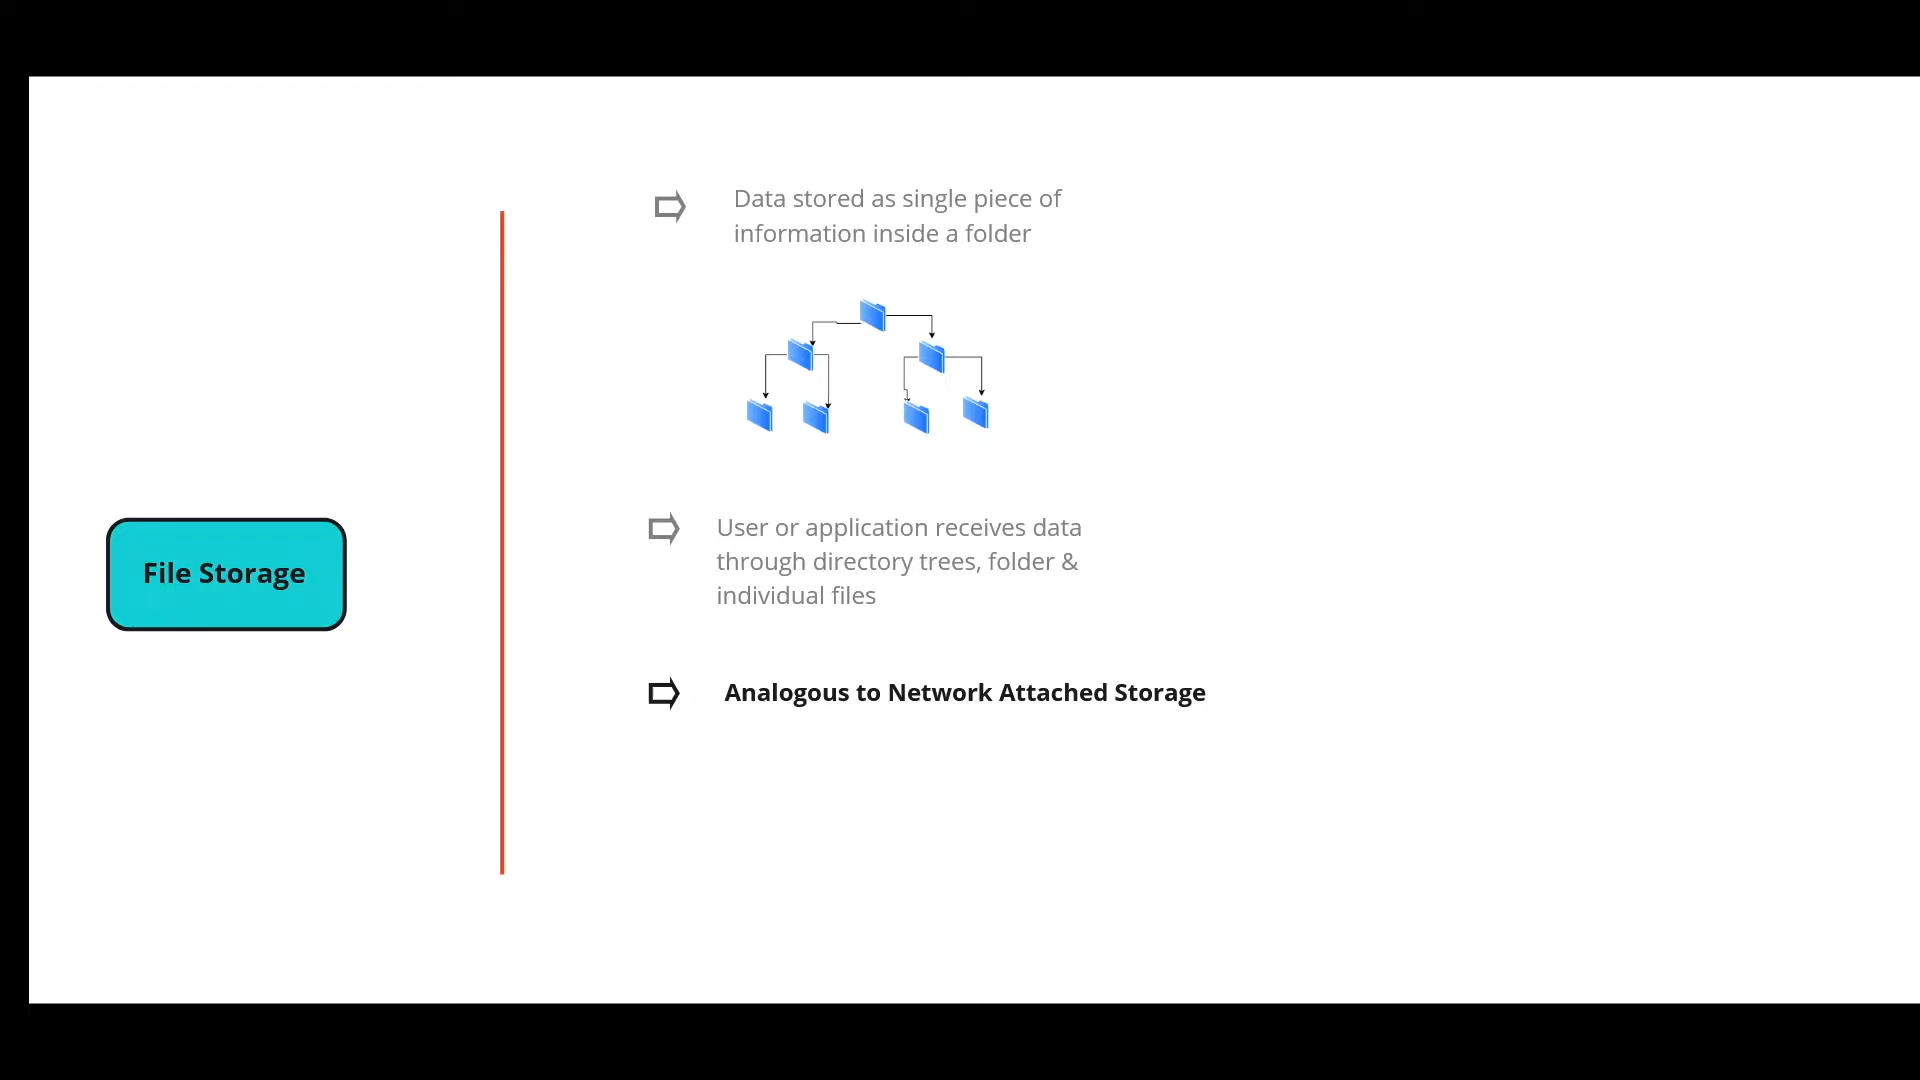 File Storage
Data stored as single piece of
information inside a folder
User or application receives data
through directory trees, folder &
individual files
Analogous to Network Attached Storage